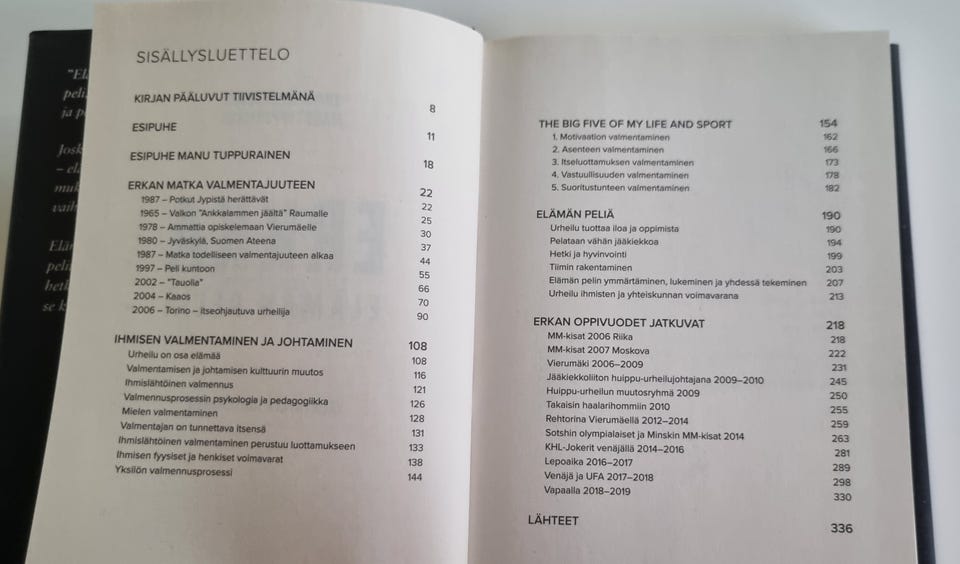 SISÄLLYSLUETTELO
KIRJAN PÄÄLUVUT TIIVISTELMÄNÄ 8
ESIPUHE 11
ESIPUHE MANU TUPPURAINEN 18
ERKAN MATKA VALMENTAJUUTEEN 22
1987 – Potkut Jypistä herättävät 22
1965 – Valkon "Ankkalammen jäältä" Raumalle 25
1978 – Ammattia opiskelemaan Vierumäelle 30
1980 – Jyväskylä, Suomen Ateena 37
1987 – Matka todelliseen valmentajuuteen alkaa 44
1997 – Peli kuntoon 55
2002 – "Tauolla" 66
2004 – Kaaos 70
2006 – Torino – itseohjautuva urheilija 90
IHMISEN VALMENTAMINEN JA JOHTAMINEN 108
Urheilu on osa elämää 108
Valmentamisen ja johtamisen kulttuurin muutos 116
Ihmislähtöinen valmennus 121
Valmennusprosessin psykologia ja pedagogiikka 126
Mielen valmentaminen 128
Valmentajan on tunnettava itsensä 131
Ihmislähtöinen valmentaminen perustuu luottamukseen 133
Ihmisen fyysiset ja henkiset voimavarat 138
Yksilön valmennusprosessi 144
THE BIG FIVE OF MY LIFE AND SPORT 154
1. Motivaation valmentaminen 162
2. Asenteen valmentaminen 166
3. Itseluottamuksen valmentaminen 173
4. Vastuullisuuden valmentaminen 178
5. Suoritustunteen valmentaminen 182
ELÄMÄN PELIÄ 190
Urheilu tuottaa iloa ja oppimista 190
Pelataan vähän jääkiekkoa 194
Hetki ja hyvinvointi 199
Tiimin rakentaminen 203
Elämän pelin ymmärtäminen, lukeminen ja yhdessä tekeminen 207
Urheilu ihmisten ja yhteiskunnan voimavarana 213
ERKAN OPPIVUODET JATKUVAT 218
MM-kisat 2006 Riika 218
MM-kisat 2007 Moskova 222
Vierumäki 2006–2009 231
Jääkiekkoliiton huippu-urheilujohtajana 2009–2010 245
Huippu-urheilun muutosryhmä 2009 250
Takaisin haalarihommiin 2010 255
Rehtorina Vierumäellä 2012–2014 259
Sotshin olympialaiset ja Minskin MM-kisat 2014 263
KHL-Jokerit venäjällä 2014–2016 281
Lepoaika 2016–2017 289
Venäjä ja UFA 2017–2018 298
Vapaalla 2018–2019 330
LÄHTEET 336